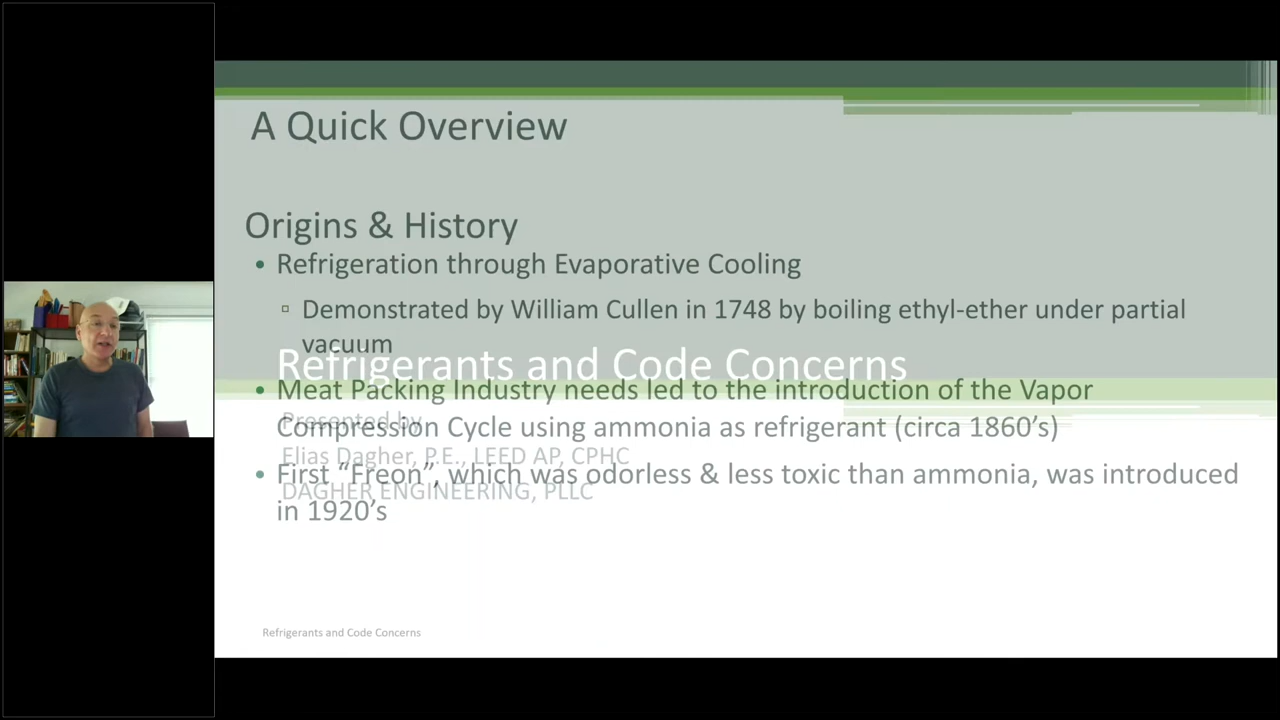 A Quick Overview
Origins & History
• Refrigeration through Evaporative Cooling
▫ Demonstrated by William Cullen in 1748 by boiling ethyl-ether under partial
vacuum
Refrigerants and Code Concerns
• Meat Packing Industry needs led to the introduction of the Vapor
Presented by
Compression Cycle using ammonia as refrigerant (circa 1860’s)
Elias Dagher, P.E., LEED AP, CPHC
• First “Freon”, which was odorless & less toxic than ammonia, was introduced
DAGHER ENGINEERING, PLLC
in 1920’s
Refrigerants and Code Concerns